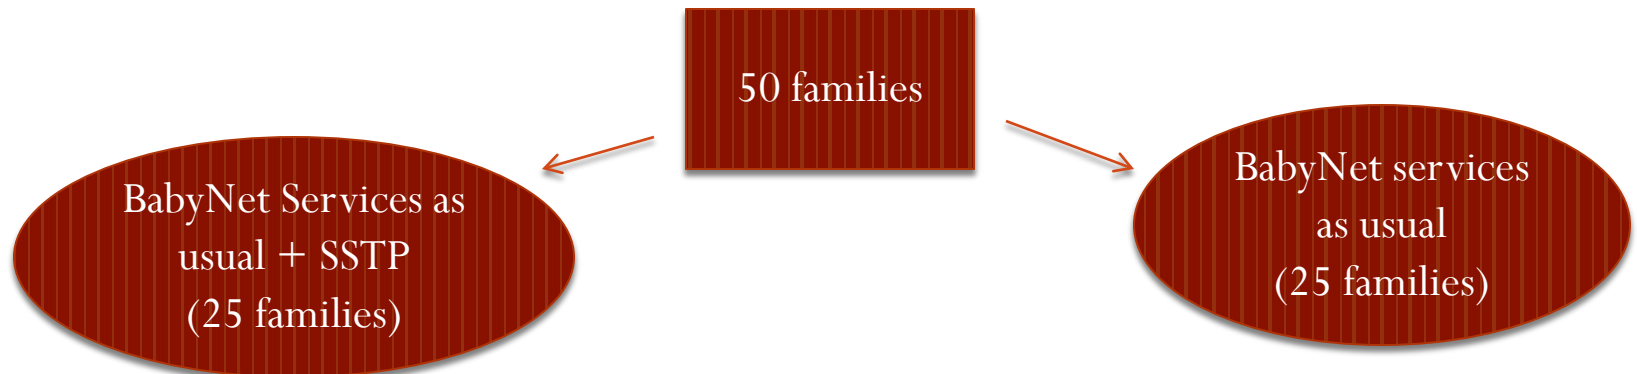 50 families
BabyNet Services as
usual + SSTP
(25 families)
BabyNet services
as usual
(25 families)